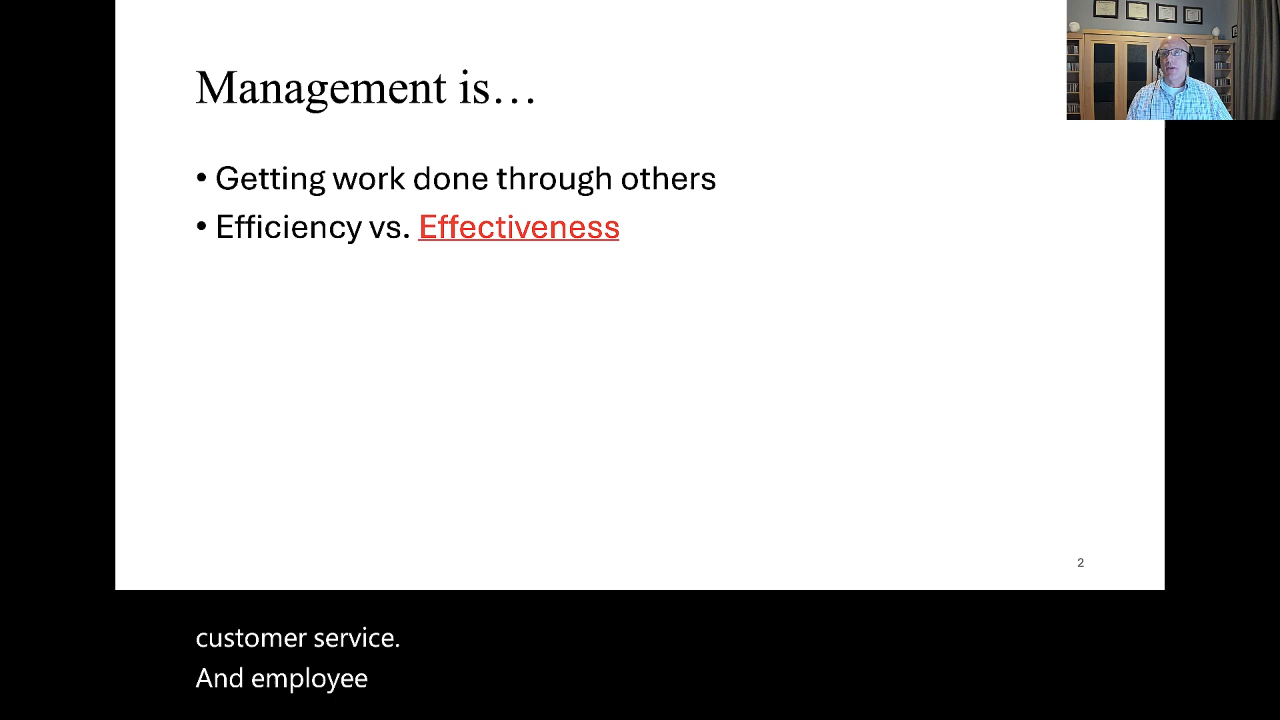 Management is…
• Getting work done through others
• Efficiency vs. Effectiveness
2
customer service.
And employee